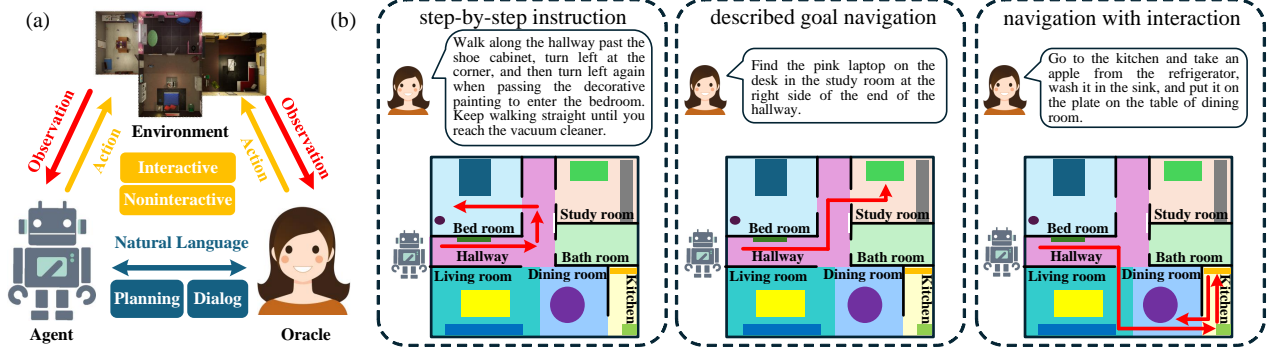 (a)
Observation
Action
Environment
Action
Observation
Interactive
Noninteractive
Natural Language
Planning
Dialog
Agent
Oracle
(b)
step-by-step instruction
Walk along the hallway past the
shoe cabinet, turn left at the
corner, and then turn left again
when passing the decorative
painting to enter the bedroom.
Keep walking straight until you
reach the vacuum cleaner.
Bed room
Study room
Hallway
Bath room
Living room
Dining room
Kitchen
described goal navigation
Find the pink laptop on the
desk in the study room at the
right side of the end of the
hallway.
Bed room
Study room
Hallway
Bath room
Living room
Dining room
Kitchen
navigation with interaction
Go to the kitchen and take an
apple from the refrigerator,
wash it in the sink, and put it on
the plate on the table of dining
room.
Bed room
Study room
Hallway
Bath room
Living room
Dining room
Kitchen